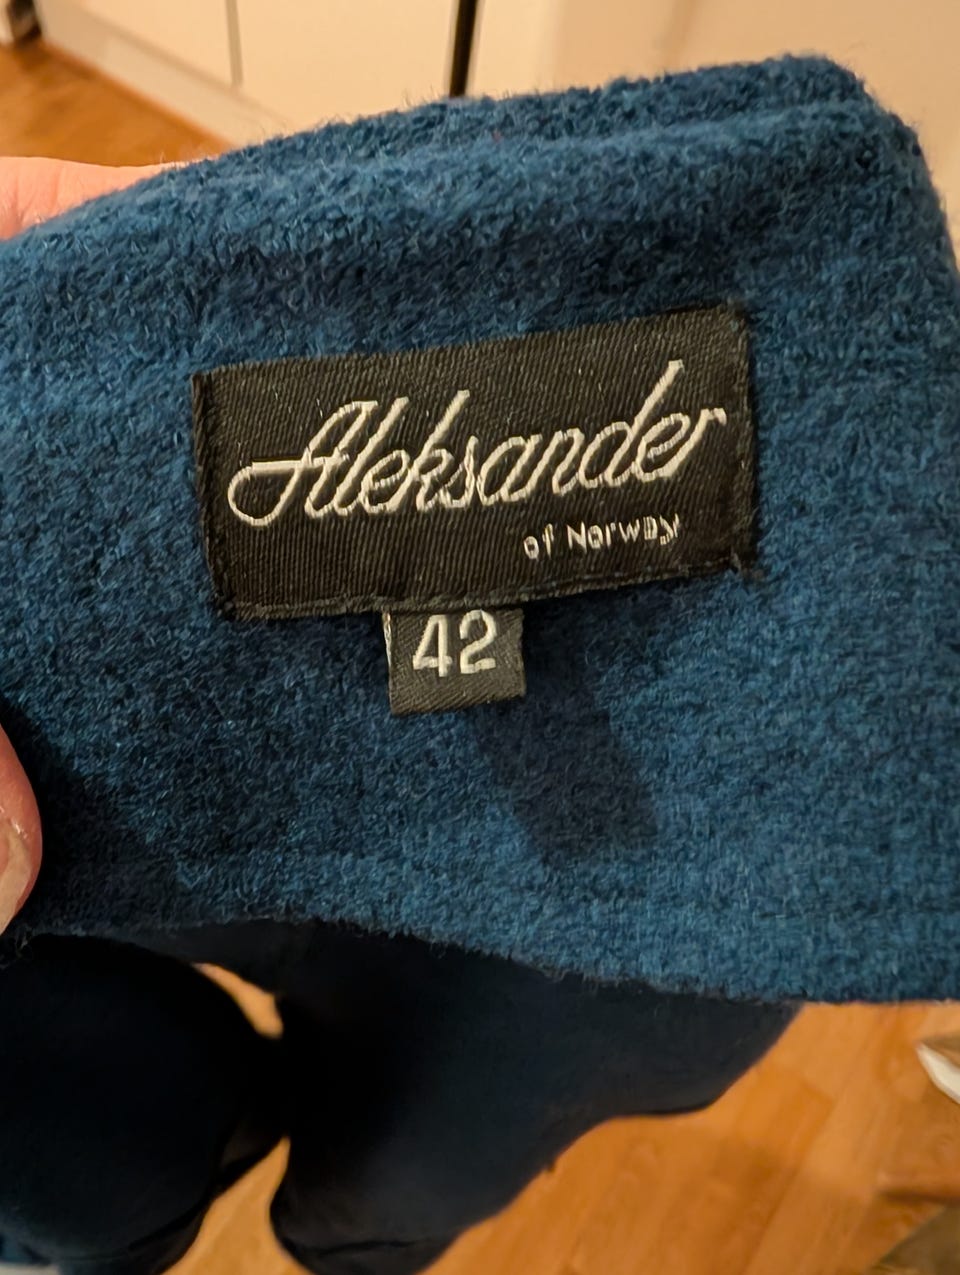 Aleksander
of Norway
42